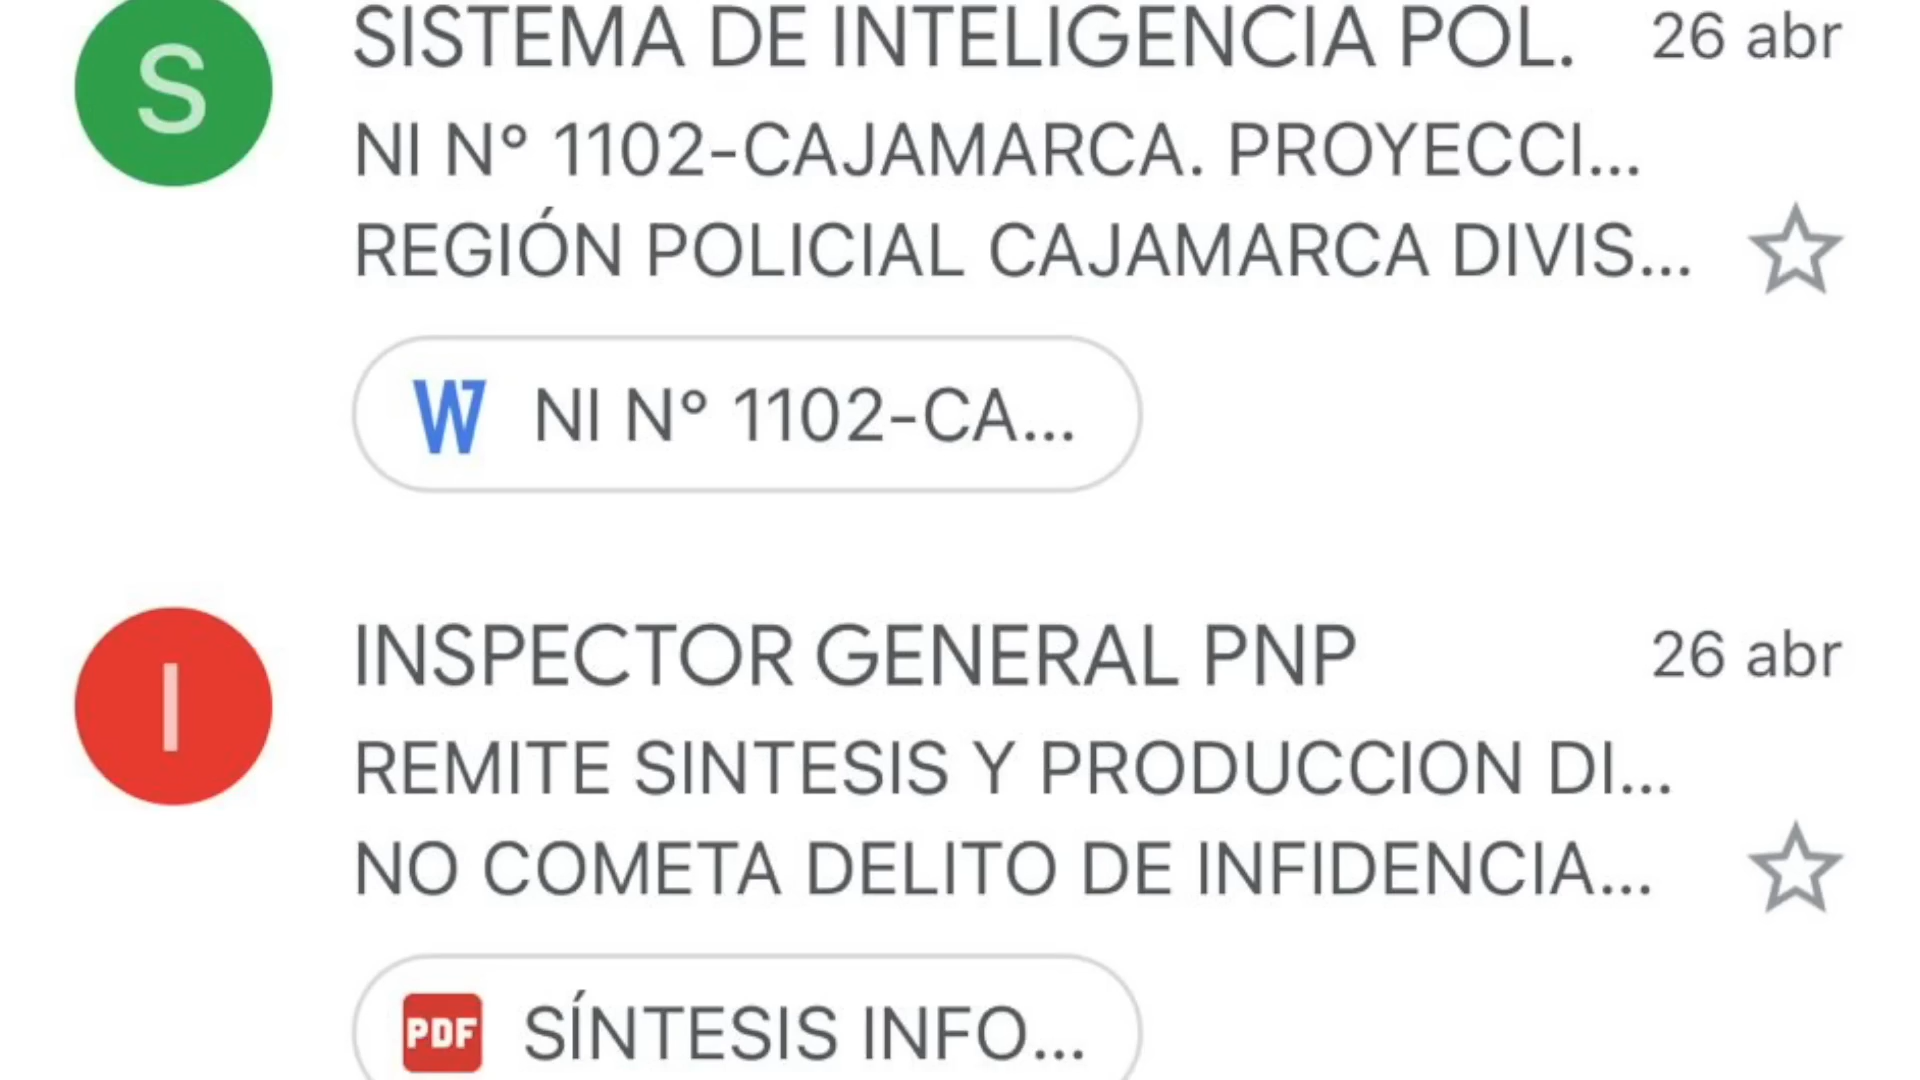 S
SISTEMA DE INTELIGENCIA POL.
26 abr
NI N° 1102-CAJAMARCA. PROYECCI...
REGIÓN POLICIAL CAJAMARCA DIVIS...
W NI N° 1102-CA...
I
INSPECTOR GENERAL PNP
26 abr
REMITE SINTESIS Y PRODUCCION DI...
NO COMETA DELITO DE INFIDENCIA...
PDF SÍNTESIS INFO...